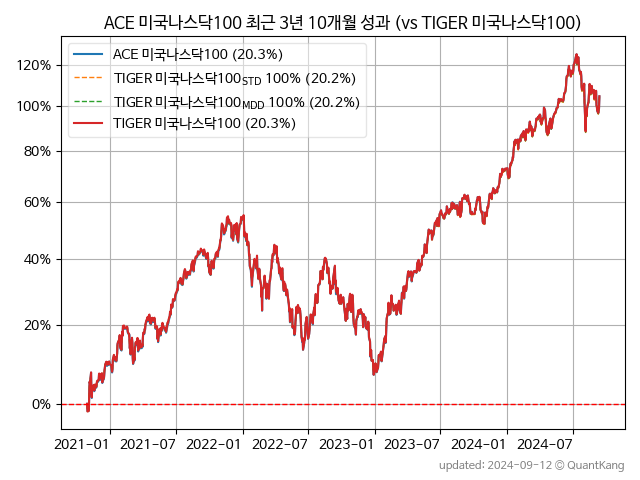 ACE 미국나스닥100 최근 3년 10개월 성과 (vs TIGER 미국나스닥100)
ACE 미국나스닥100 (20.3%)
TIGER 미국나스닥100STD 100% (20.2%)
TIGER 미국나스닥100MDD 100% (20.2%)
TIGER 미국나스닥100 (20.3%)
120%
100%
80%
60%
40%
20%
0%
2021-01 2021-07 2022-01 2022-07 2023-01 2023-07 2024-01 2024-07
updated: 2024-09-12 © QuantKang